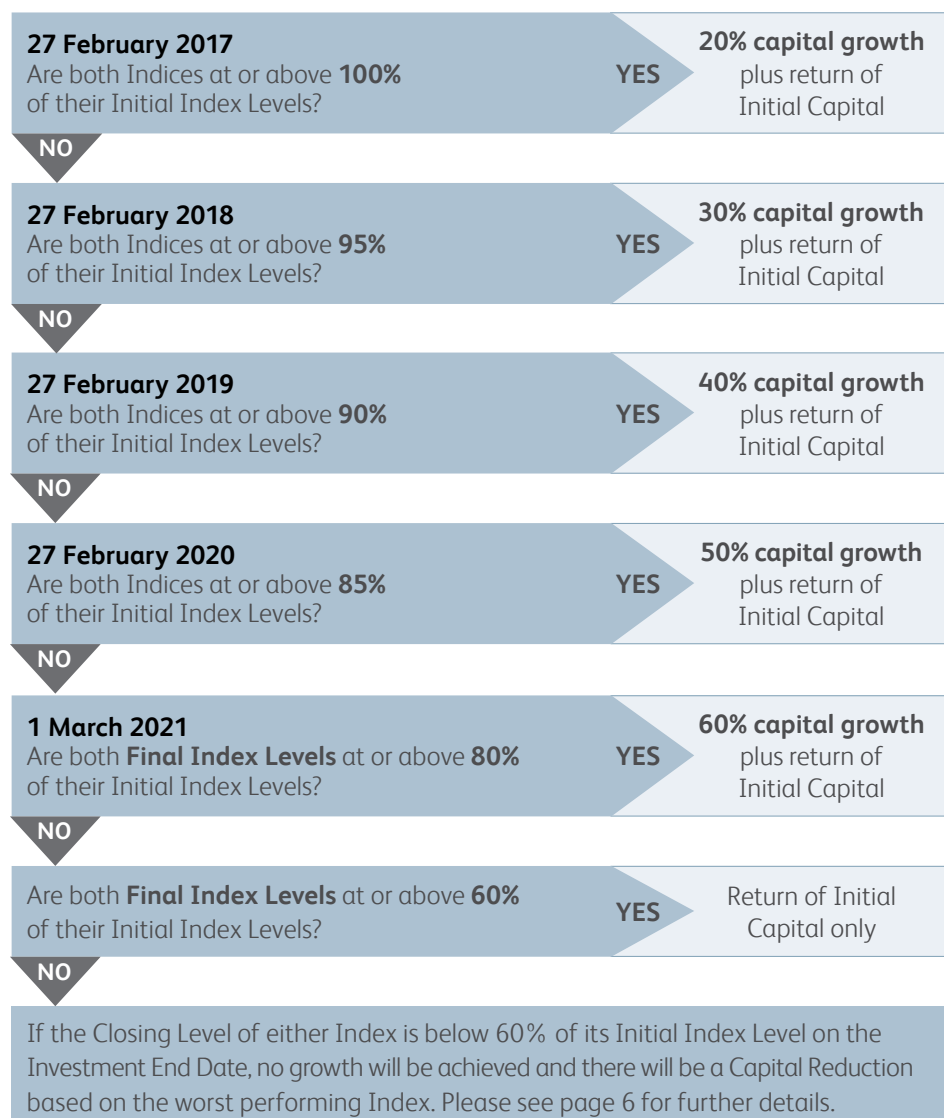 27 February 2017
Are both Indices at or above 100%
of their Initial Index Levels?
YES
20% capital growth
plus return of
Initial Capital
NO
27 February 2018
Are both Indices at or above 95%
of their Initial Index Levels?
YES
30% capital growth
plus return of
Initial Capital
NO
27 February 2019
Are both Indices at or above 90%
of their Initial Index Levels?
YES
40% capital growth
plus return of
Initial Capital
NO
27 February 2020
Are both Indices at or above 85%
of their Initial Index Levels?
YES
50% capital growth
plus return of
Initial Capital
NO
1 March 2021
Are both Final Index Levels at or above 80%
of their Initial Index Levels?
YES
60% capital growth
plus return of
Initial Capital
NO
Are both Final Index Levels at or above 60%
of their Initial Index Levels?
YES
Return of Initial
Capital only
NO
If the Closing Level of either Index is below 60% of its Initial Index Level on the
Investment End Date, no growth will be achieved and there will be a Capital Reduction
based on the worst performing Index. Please see page 6 for further details.